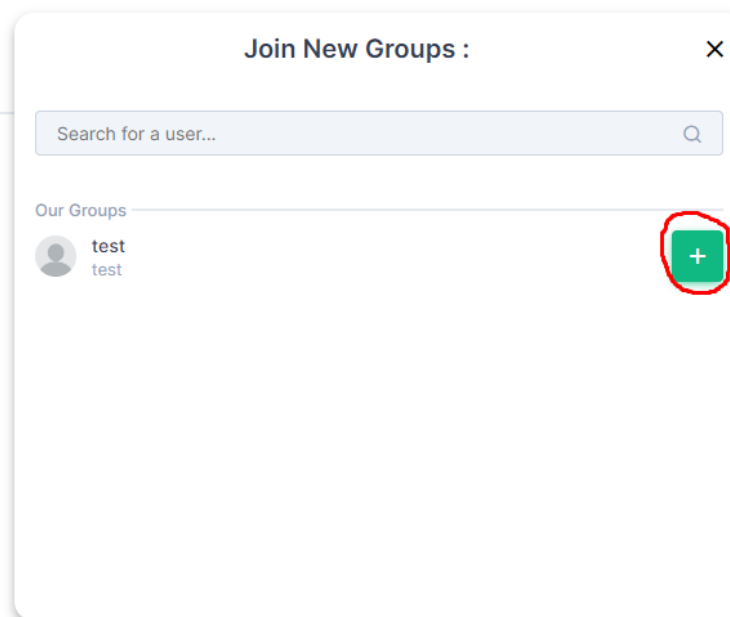 Join New Groups :
Search for a user...
Our Groups
test
test
+